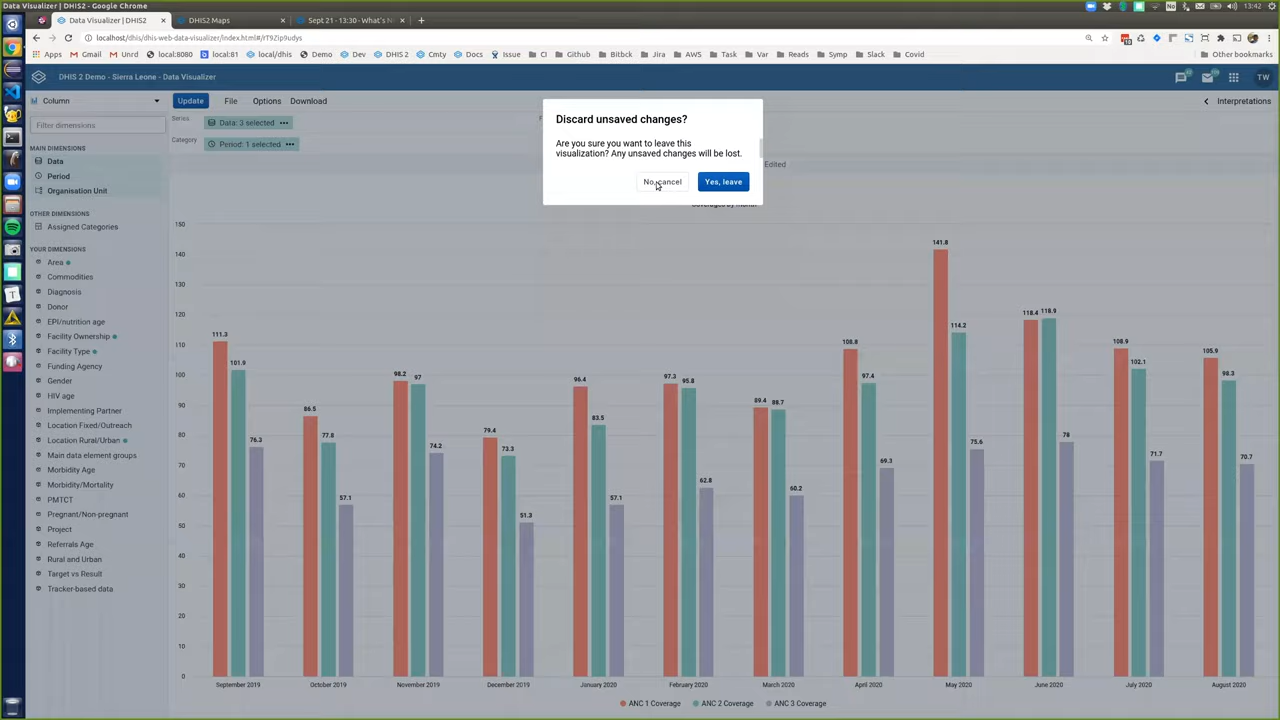 Data Visualizer | DHIS2 - Google Chrome
No
13:42
Data Visualizer | DHIS2
DHIS2 Maps
Sept 21 - 13:30 - What's N
localhost/dhis/dhis-web-data-visualizer/index.html#/rT9Zip9udys
Apps Gmail Unrd local:8080 local:81 local/dhis Demo Dev DHIS 2 Cmty Docs Issue CI Github Bitbck Jira AWS Task Var Reads Symp Slack Covid Other bookmarks
DHIS 2 Demo - Sierra Leone - Data Visualizer
TW
Column
Update File Options Download
Interpretations
Filter dimensions
Series
Data: 3 selected
Category
Period: 1 selected
Edited
Discard unsaved changes?
Are you sure you want to leave this
visualization? Any unsaved changes will be lost.
No, cancel
Yes, leave
MAIN DIMENSIONS
Data
Period
Organisation Unit
OTHER DIMENSIONS
Assigned Categories
YOUR DIMENSIONS
Area
Commodities
Diagnosis
Donor
EPI/nutrition age
Facility Ownership
Facility Type
Funding Agency
Gender
HIV age
Implementing Partner
Location Fixed/Outreach
Location Rural/Urban
Main data element groups
Morbidity Age
Morbidity/Mortality
PMTCT
Pregnant/Non-pregnant
Project
Referrals Age
Rural and Urban
Target vs Result
Tracker-based data
150
140
130
120
110
100
90
80
70
60
50
40
30
20
10
0
111.3 101.9 76.3
86.5 77.8 57.1
98.2 97 74.2
79.4 73.3 51.3
96.4 83.5 57.1
97.3 95.8 62.8
89.4 88.7 60.2
108.8 97.4 69.3
141.8 114.2 75.6
118.4 118.9 78
108.9 102.1 71.7
105.9 98.3 70.7
September 2019 October 2019 November 2019 December 2019 January 2020 February 2020 March 2020 April 2020 May 2020 June 2020 July 2020 August 2020
ANC 1 Coverage ANC 2 Coverage ANC 3 Coverage